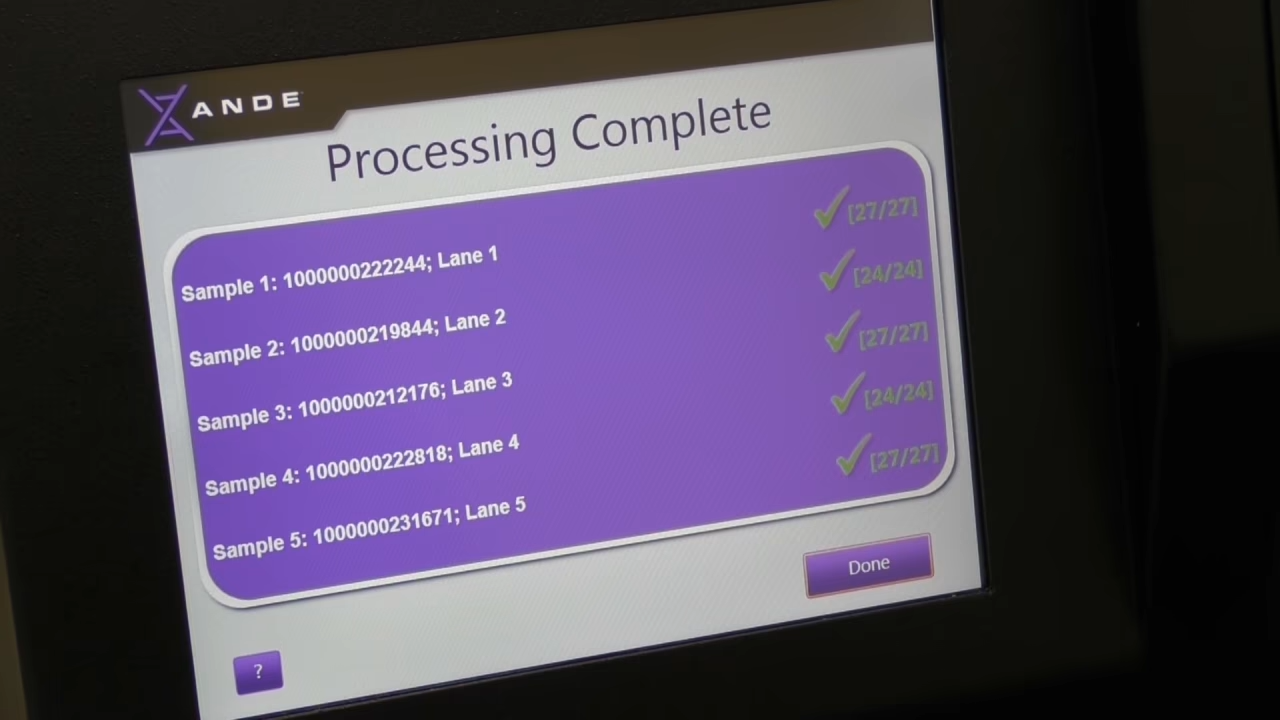 ANDE
Processing Complete
Sample 1: 1000000222244; Lane 1 [27/27]
Sample 2: 1000000219844; Lane 2 [24/24]
Sample 3: 1000000212176; Lane 3 [27/27]
Sample 4: 1000000222818; Lane 4 [24/24]
Sample 5: 1000000231671; Lane 5 [27/27]
Done
?